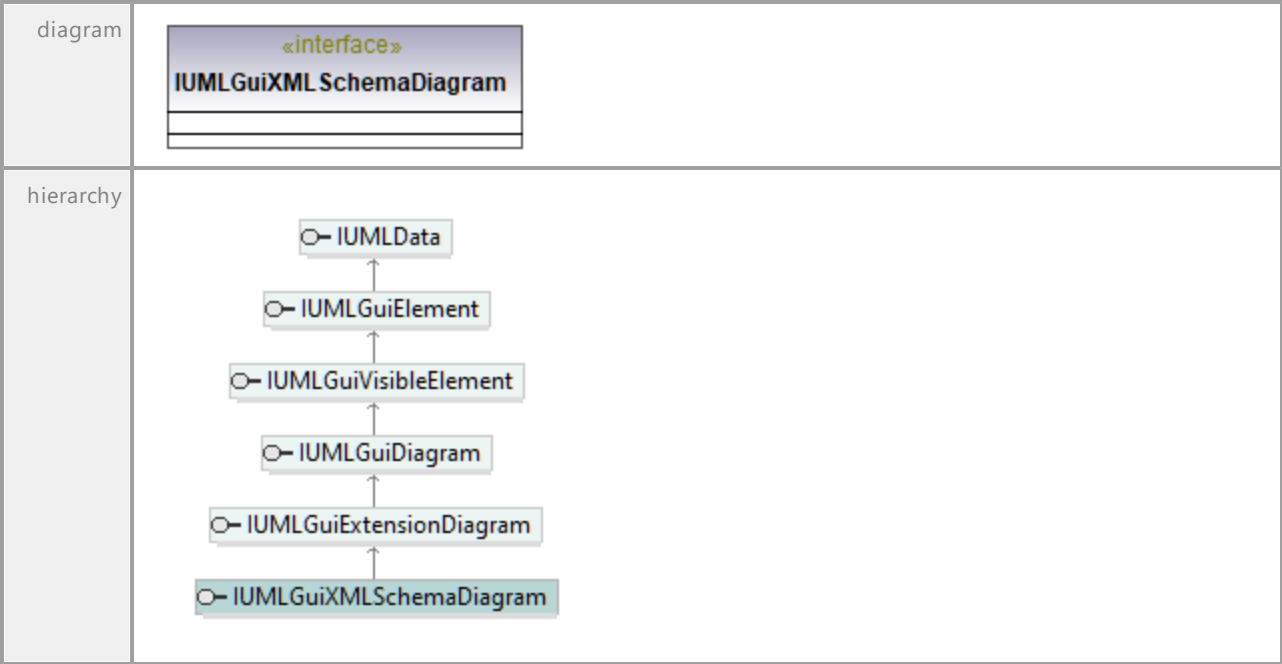 diagram
«interface»
IUMLGuiXMLSchemaDiagram
hierarchy
IUMLData
IUMLGuiElement
IUMLGuiVisibleElement
IUMLGuiDiagram
IUMLGuiExtensionDiagram
IUMLGuiXMLSchemaDiagram